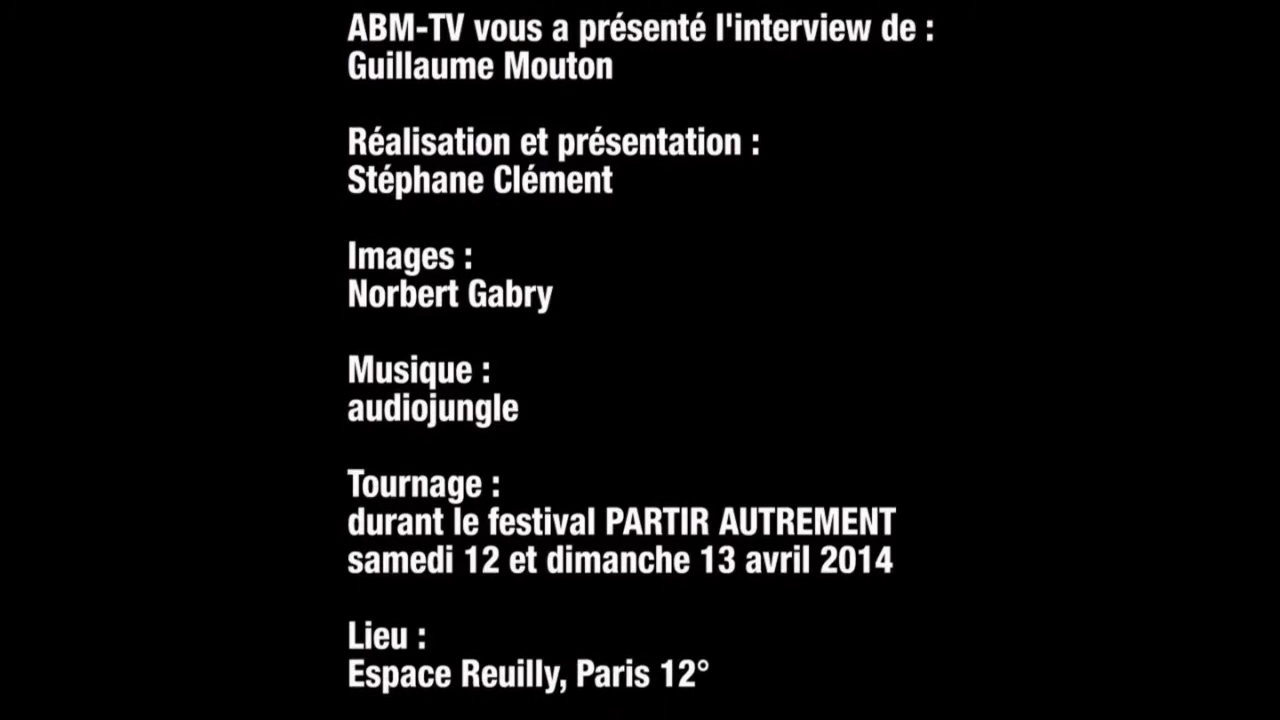 ABM-TV vous a présenté l'interview de :
Guillaume Mouton
Réalisation et présentation :
Stéphane Clément
Images :
Norbert Gabry
Musique :
audiojungle
Tournage :
durant le festival PARTIR AUTREMENT
samedi 12 et dimanche 13 avril 2014
Lieu :
Espace Reuilly, Paris 12°